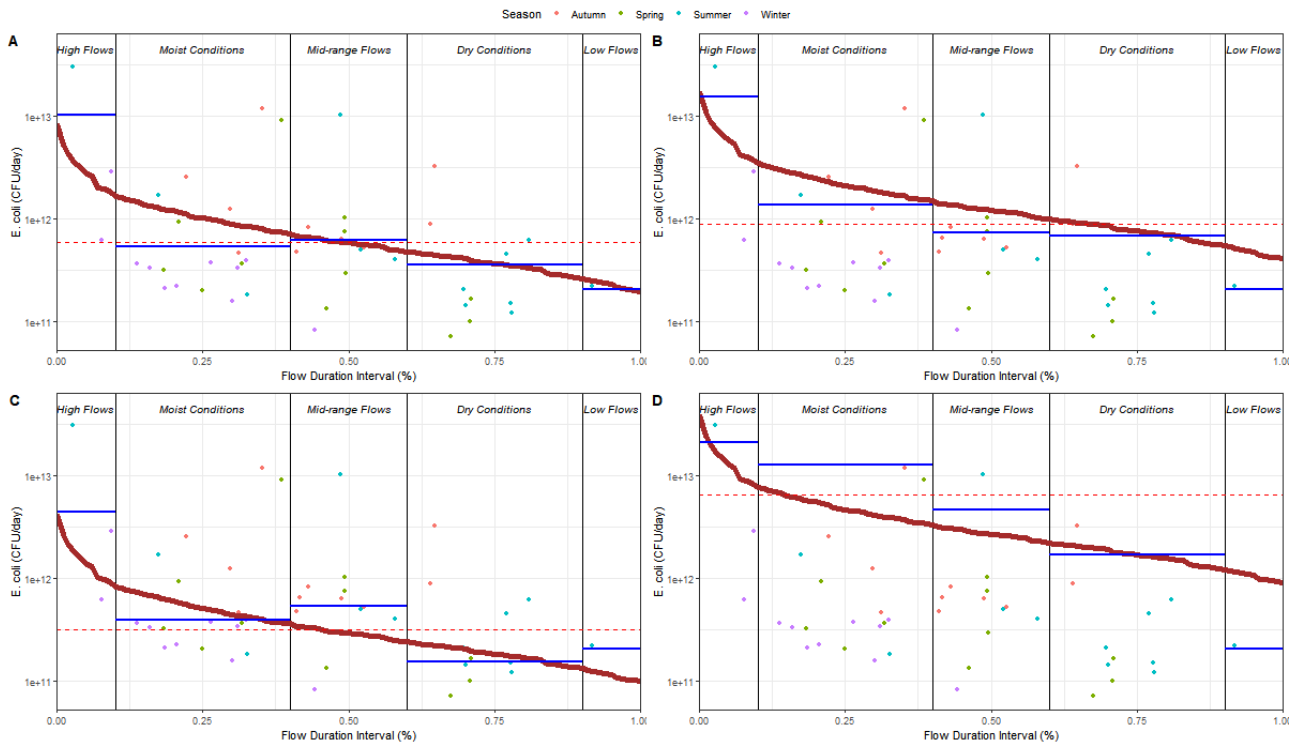 Season Autumn Spring Summer Winter
A
High Flows Moist Conditions Mid-range Flows Dry Conditions Low Flows
E. coli (CFU/day)
1e+13
1e+12
1e+11
0.00 0.25 0.50 0.75 1.00
Flow Duration Interval (%)
B
High Flows Moist Conditions Mid-range Flows Dry Conditions Low Flows
E. coli (CFU/day)
1e+13
1e+12
1e+11
0.00 0.25 0.50 0.75 1.00
Flow Duration Interval (%)
C
High Flows Moist Conditions Mid-range Flows Dry Conditions Low Flows
E. coli (CFU/day)
1e+13
1e+12
1e+11
0.00 0.25 0.50 0.75 1.00
Flow Duration Interval (%)
D
High Flows Moist Conditions Mid-range Flows Dry Conditions Low Flows
E. coli (CFU/day)
1e+13
1e+12
1e+11
0.00 0.25 0.50 0.75 1.00
Flow Duration Interval (%)